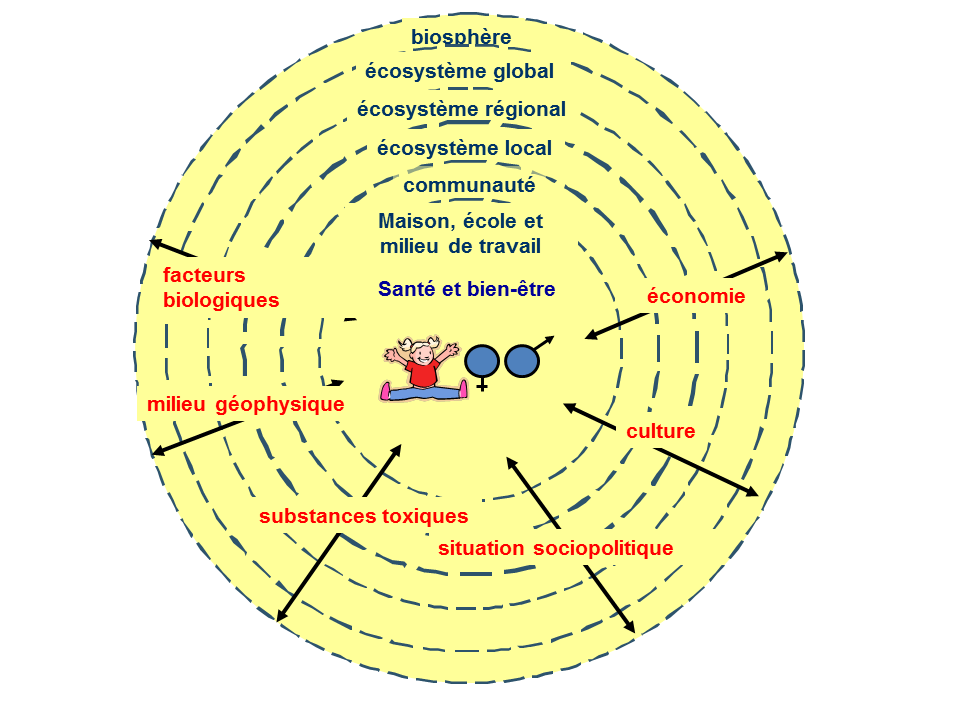 biosphère
écosystème global
écosystème régional
écosystème local
communauté
Maison, école et
milieu de travail
Santé et bien-être
facteurs
biologiques
économie
milieu géophysique
culture
substances toxiques
situation sociopolitique